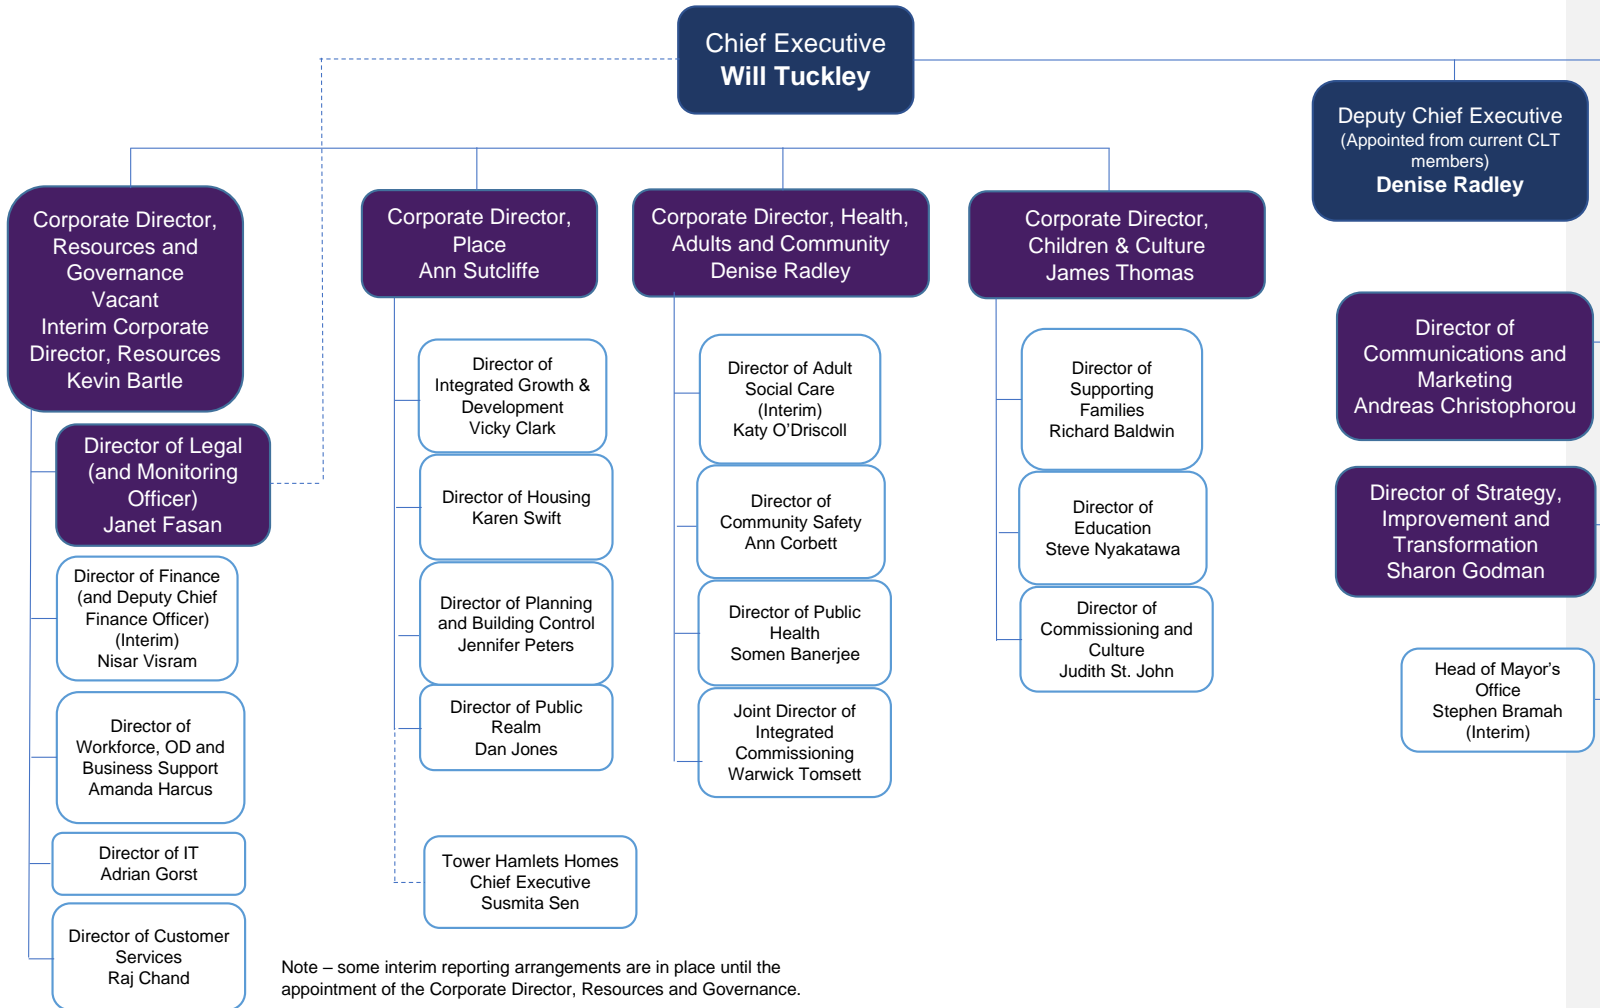 Chief Executive
Will Tuckley
Deputy Chief Executive
(Appointed from current CLT
members)
Denise Radley
Corporate Director,
Resources and
Governance
Vacant
Interim Corporate
Director, Resources
Kevin Bartle
Corporate Director,
Place
Ann Sutcliffe
Corporate Director, Health,
Adults and Community
Denise Radley
Corporate Director,
Children & Culture
James Thomas
Director of Legal
(and Monitoring
Officer)
Janet Fasan
Director of Finance
(and Deputy Chief
Finance Officer)
(Interim)
Nisar Visram
Director of
Workforce, OD and
Business Support
Amanda Harcus
Director of IT
Adrian Gorst
Director of Customer
Services
Raj Chand
Director of
Integrated Growth &
Development
Vicky Clark
Director of Housing
Karen Swift
Director of Planning
and Building Control
Jennifer Peters
Director of Public
Realm
Dan Jones
Tower Hamlets Homes
Chief Executive
Susmita Sen
Director of Adult
Social Care
(Interim)
Katy O’Driscoll
Director of
Community Safety
Ann Corbett
Director of Public
Health
Somen Banerjee
Joint Director of
Integrated
Commissioning
Warwick Tomsett
Director of
Supporting
Families
Richard Baldwin
Director of
Education
Steve Nyakatawa
Director of
Commissioning and
Culture
Judith St. John
Director of
Communications and
Marketing
Andreas Christophorou
Director of Strategy,
Improvement and
Transformation
Sharon Godman
Head of Mayor’s
Office
Stephen Bramah
(Interim)
Note – some interim reporting arrangements are in place until the
appointment of the Corporate Director, Resources and Governance.